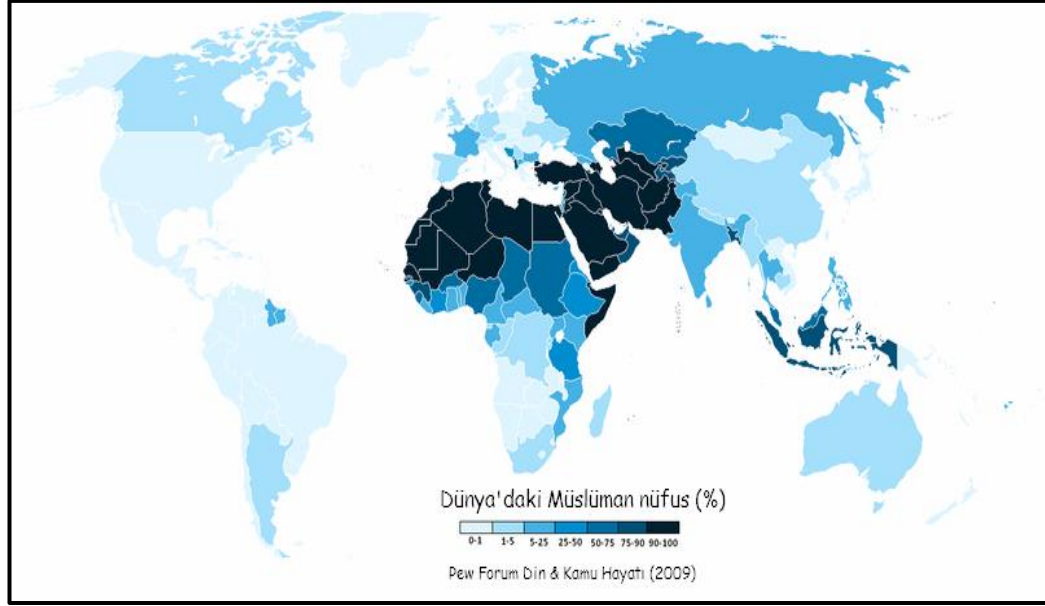 Dünya'daki Müslüman nüfus (%)
0-1 1-5 5-25 25-50 50-75 75-90 90-100
Pew Forum Din & Kamu Hayatı (2009)